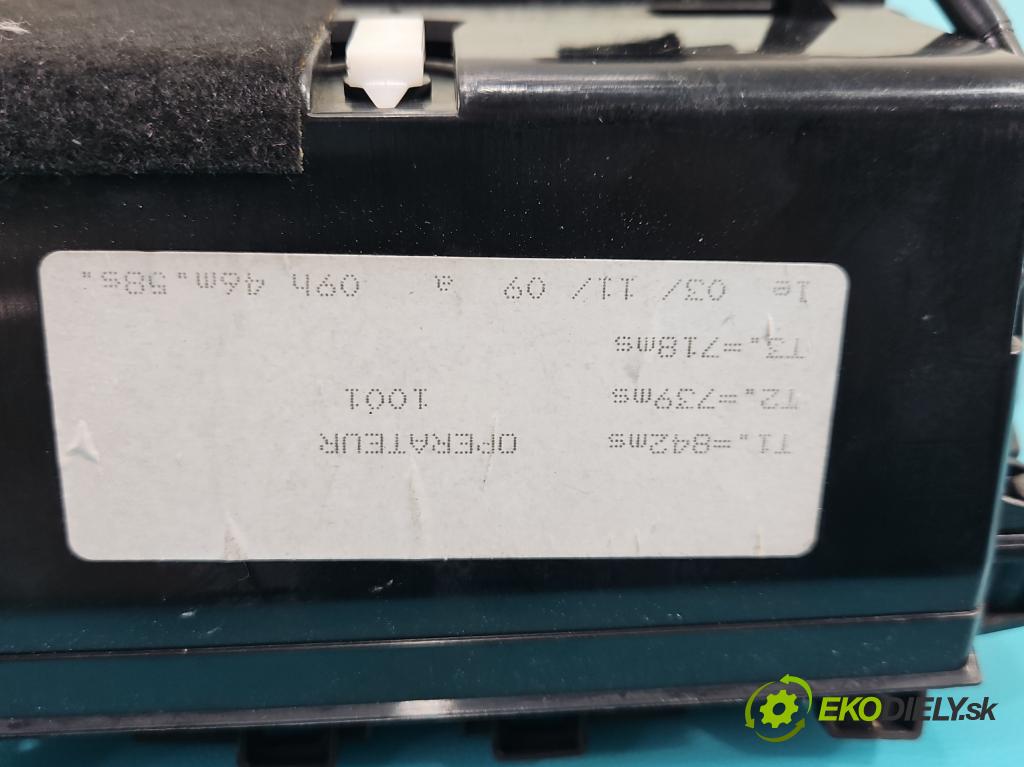 T1.=842ms OPERATEUR
T2.=739ms 1001
T3.=718ms
le 03/ 11/ 09 a 09h 46m.58s.
EKODIELY.sk